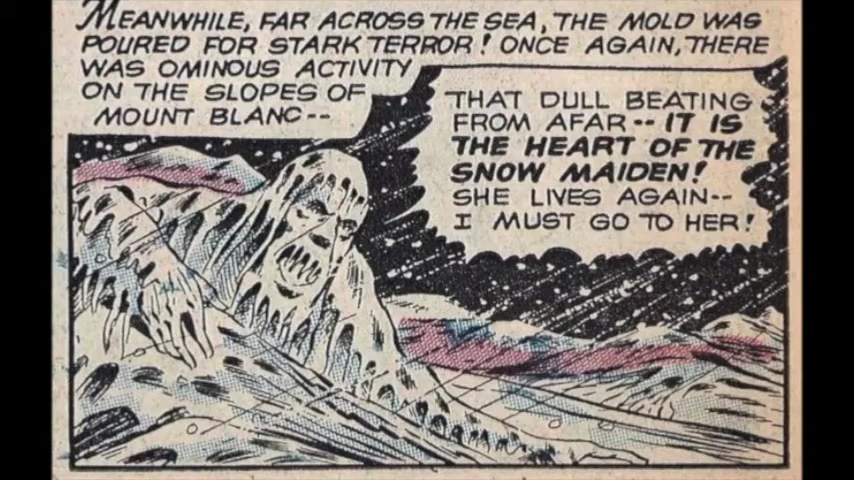 MEANWHILE, FAR ACROSS THE SEA, THE MOLD WAS
POURED FOR STARK TERROR! ONCE AGAIN, THERE
WAS OMINOUS ACTIVITY
ON THE SLOPES OF
MOUNT BLANC--
THAT DULL BEATING
FROM AFAR--IT IS
THE HEART OF THE
SNOW MAIDEN!
SHE LIVES AGAIN--
I MUST GO TO HER!